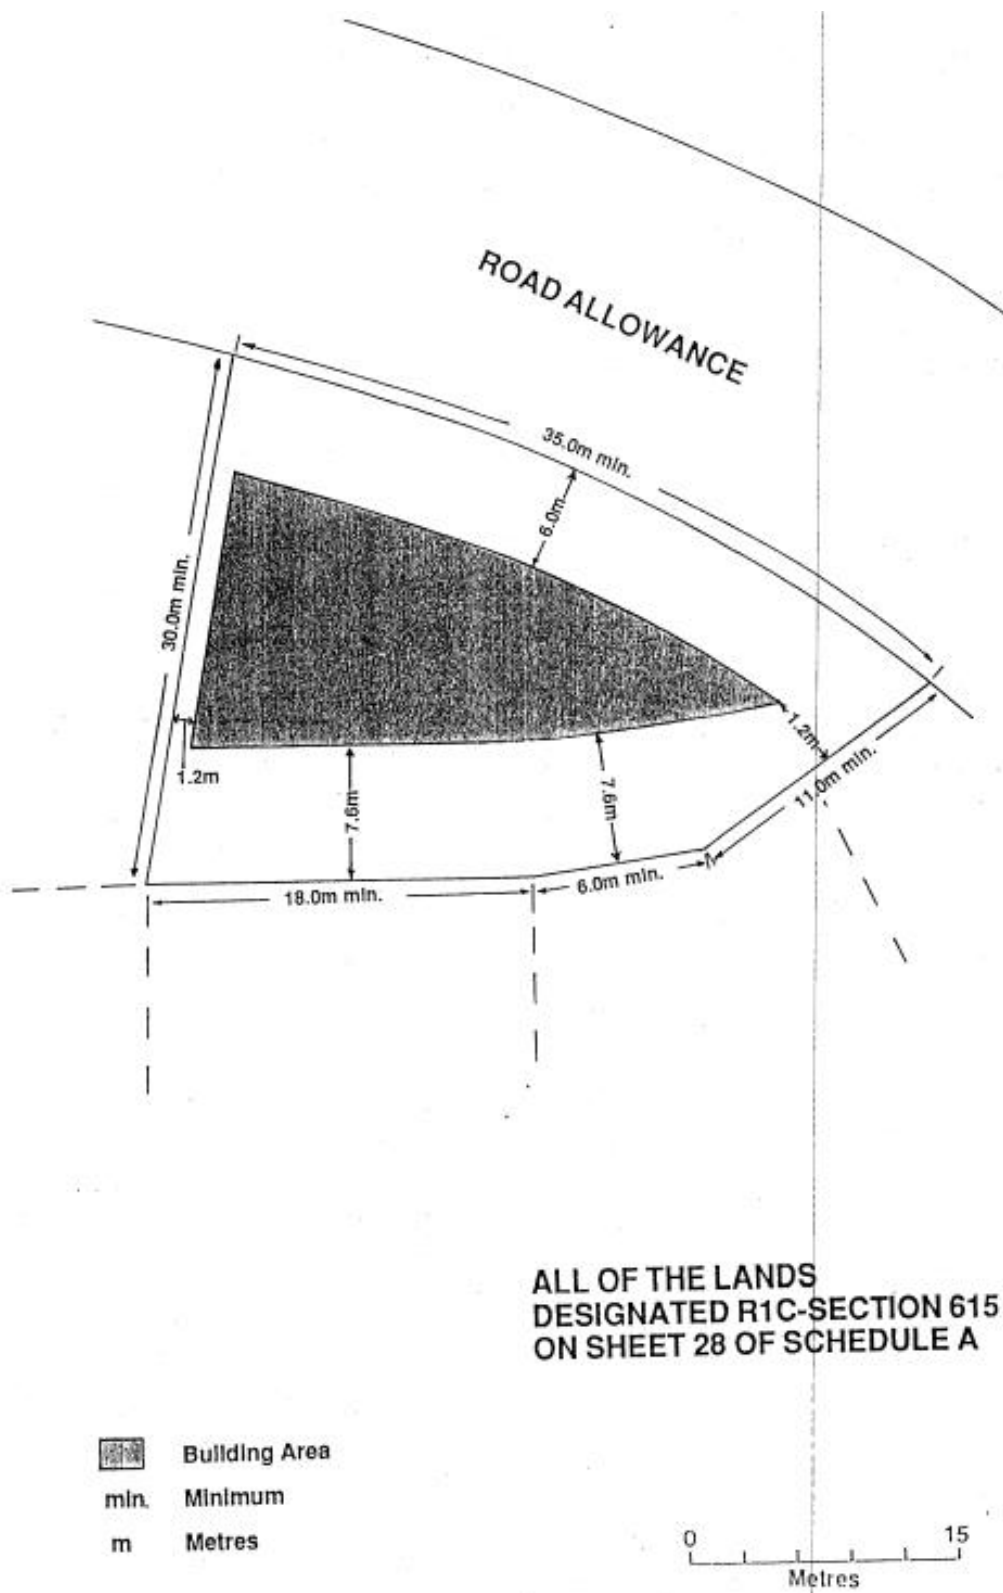 ROAD ALLOWANCE
35.0m min.
6.0m
30.0m min.
1.2m
1.2m
7.6m
7.6m
11.0m min.
18.0m min.
6.0m min.
ALL OF THE LANDS
DESIGNATED R1C-SECTION 615
ON SHEET 28 OF SCHEDULE A
Building Area
min. Minimum
m Metres
0 15
Metres